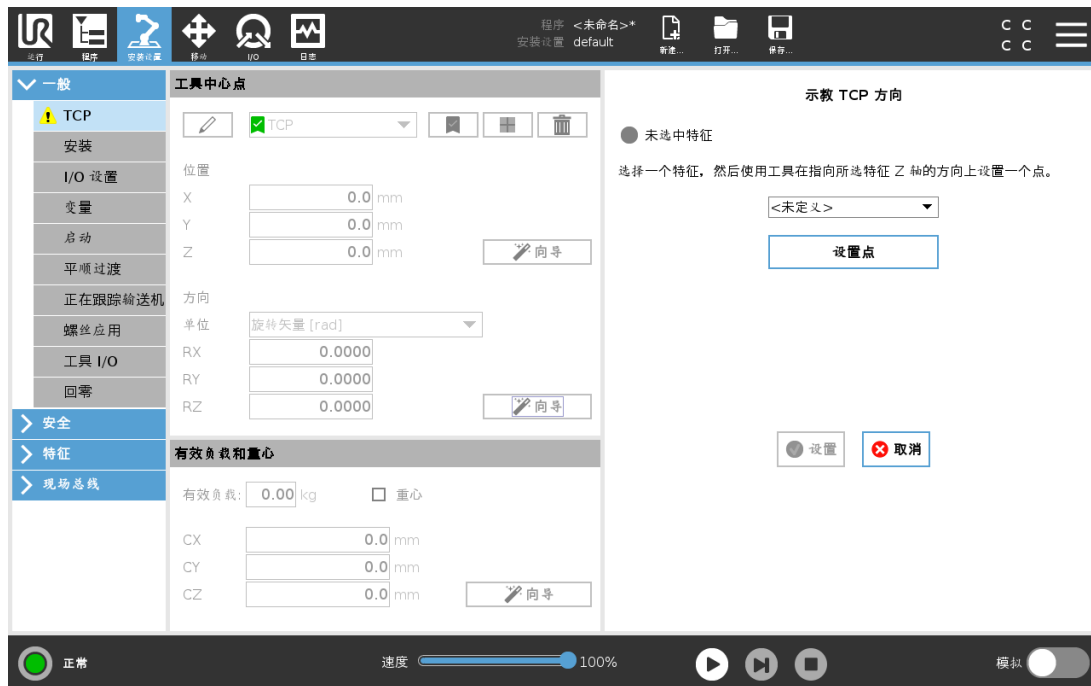 程序 <未命名>*
安装设置 default
新建...
打开...
保存...
C C
C C
运行
程序
安装设置
移动
I/O
日志
一般
TCP
安装
I/O 设置
变量
启动
平顺过渡
正在跟踪输送机
螺丝应用
工具 I/O
回零
安全
特征
现场总线
工具中心点
TCP
位置
X 0.0 mm
Y 0.0 mm
Z 0.0 mm 向导
方向
单位 旋转矢量 [rad]
RX 0.0000
RY 0.0000
RZ 0.0000 向导
有效负载和重心
有效负载: 0.00 kg 重心
CX 0.0 mm
CY 0.0 mm
CZ 0.0 mm 向导
示教 TCP 方向
未选中特征
选择一个特征，然后使用工具在指向所选特征 Z 轴的方向上设置一个点。
<未定义>
设置点
设置 取消
正常
速度 100%
模拟